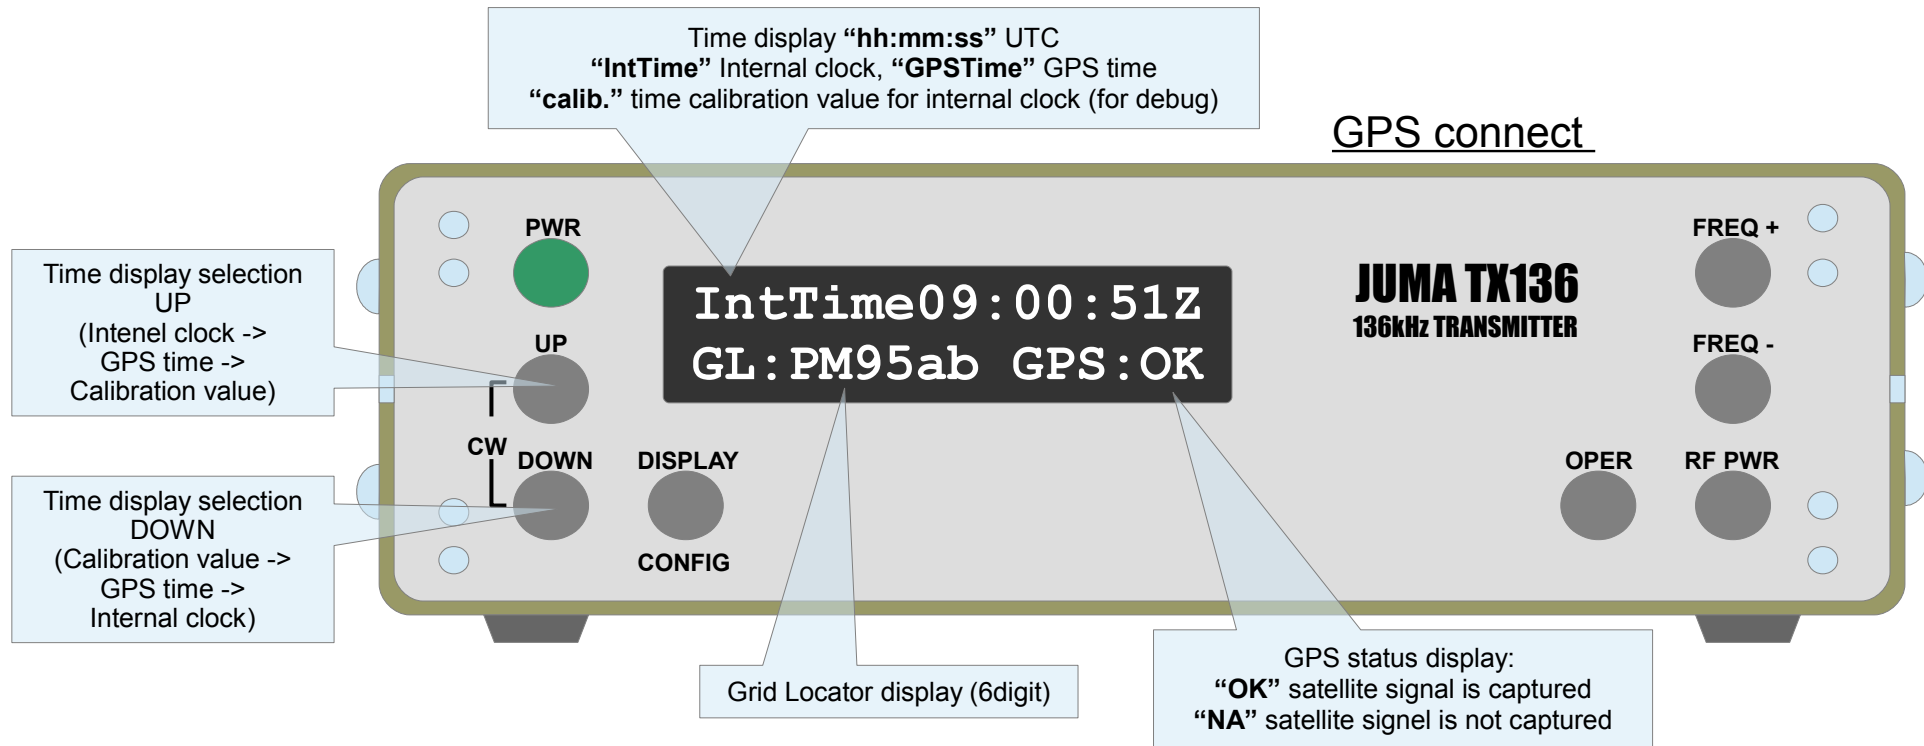 Time display “hh:mm:ss” UTC
“IntTime” Internal clock, “GPSTime” GPS time
“calib.” time calibration value for internal clock (for debug)
GPS connect
Time display selection
UP
(Intenel clock ->
GPS time ->
Calibration value)
Time display selection
DOWN
(Calibration value ->
GPS time ->
Internal clock)
PWR
UP
CW
DOWN
DISPLAY
CONFIG
IntTime09:00:51Z
GL:PM95ab GPS:OK
JUMA TX136
136kHz TRANSMITTER
FREQ +
FREQ -
OPER
RF PWR
Grid Locator display (6digit)
GPS status display:
“OK” satellite signal is captured
“NA” satellite signel is not captured